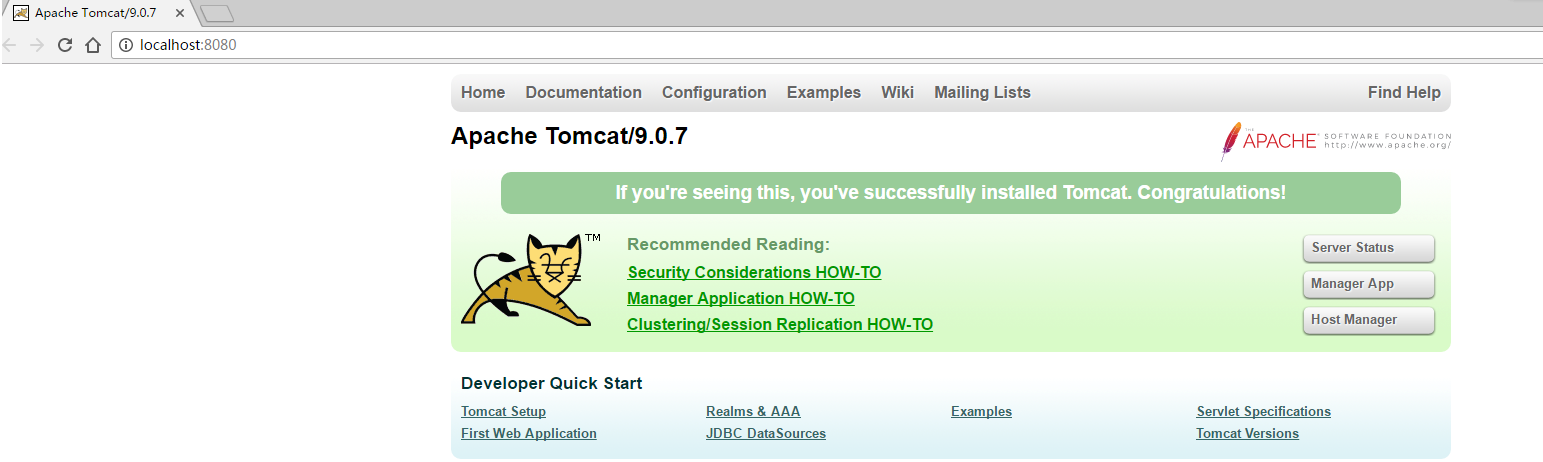 Apache Tomcat/9.0.7
localhost:8080
Home Documentation Configuration Examples Wiki Mailing Lists Find Help
Apache Tomcat/9.0.7
THE
APACHE® SOFTWARE FOUNDATION
http://www.apache.org/
If you're seeing this, you've successfully installed Tomcat. Congratulations!
TM
Recommended Reading:
Security Considerations HOW-TO
Manager Application HOW-TO
Clustering/Session Replication HOW-TO
Server Status
Manager App
Host Manager
Developer Quick Start
Tomcat Setup Realms & AAA Examples Servlet Specifications
First Web Application JDBC DataSources Tomcat Versions